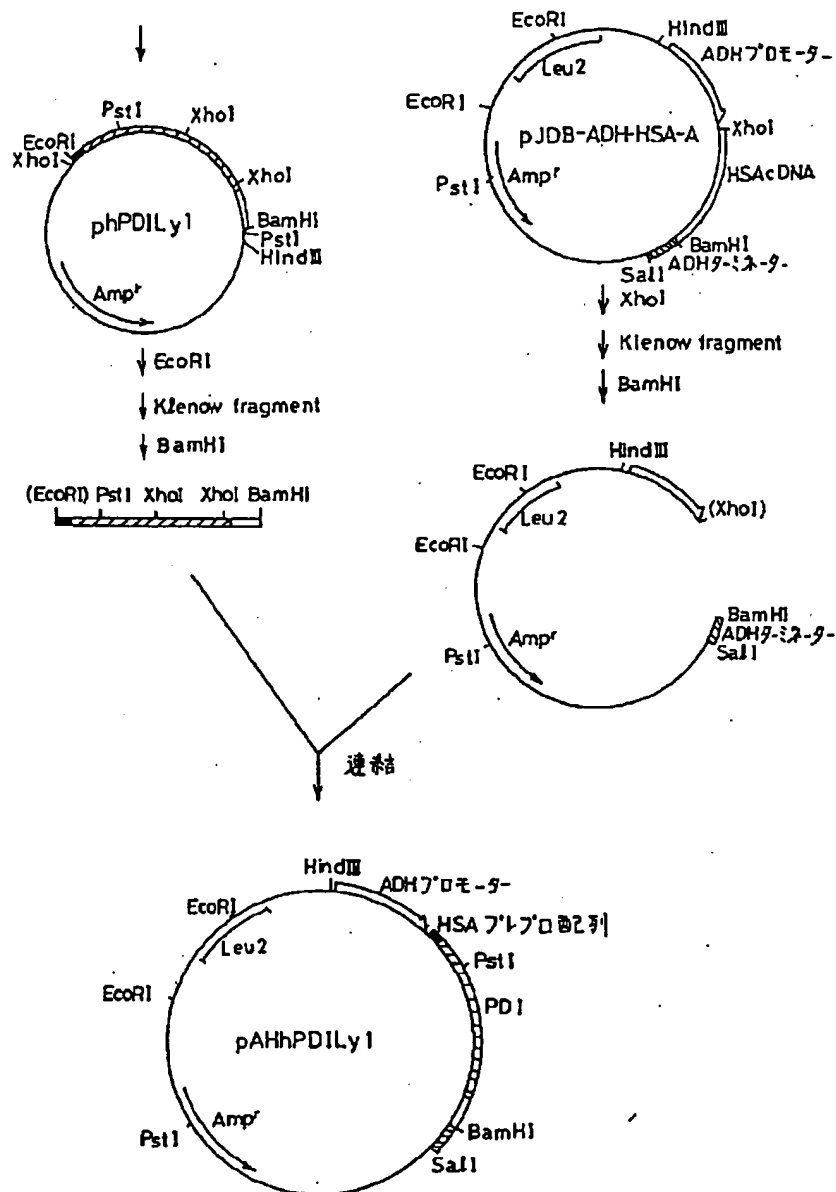 PstI
XhoI
EcoRI
XhoI
XhoI
phPDILy1
BamHI
PstI
HindIII
Ampʳ
EcoRI
Klenow fragment
BamHI
(EcoRI) PstI XhoI XhoI BamHI
EcoRI
HindIII
ADHプロモーター
Leu2
EcoRI
pJDB-ADH-HSA-A
XhoI
PstI
Ampʳ
HSAcDNA
BamHI
ADHターミネーター
SalI
XhoI
Klenow fragment
BamHI
HindIII
EcoRI
Leu2
(XhoI)
EcoRI
BamHI
ADHターミネーター
SalI
PstI
Ampʳ
連結
HindIII
ADHプロモーター
EcoRI
HSAプレプロ配列
Leu2
PstI
EcoRI
PDI
pAHhPDILy1
Ampʳ
PstI
BamHI
SalI